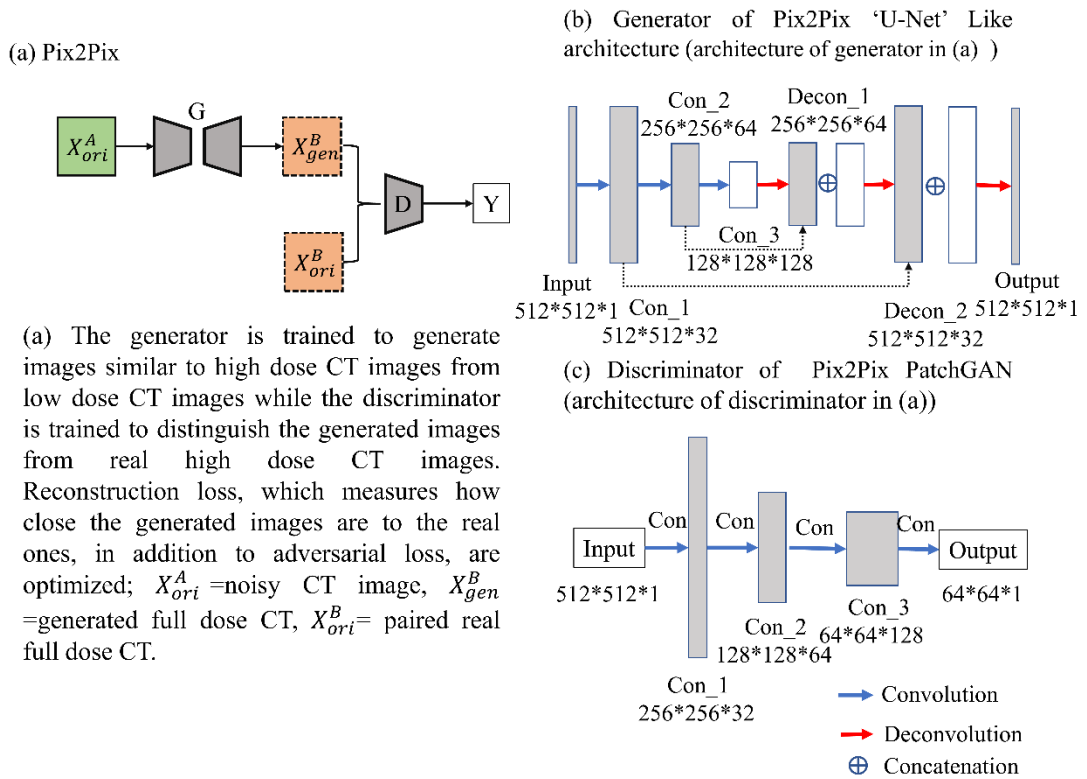 (a) Pix2Pix
G
X_ori^A
X_gen^B
X_ori^B
D
Y
(a) The generator is trained to generate
images similar to high dose CT images from
low dose CT images while the discriminator
is trained to distinguish the generated images
from real high dose CT images.
Reconstruction loss, which measures how
close the generated images are to the real
ones, in addition to adversarial loss, are
optimized; X_ori^A =noisy CT image, X_gen^B
=generated full dose CT, X_ori^B= paired real
full dose CT.
(b) Generator of Pix2Pix ‘U-Net’ Like
architecture (architecture of generator in (a) )
Con_2
256*256*64
Decon_1
256*256*64
Con_3
128*128*128
Input
512*512*1
Con_1
512*512*32
Decon_2
512*512*32
Output
512*512*1
(c) Discriminator of Pix2Pix PatchGAN
(architecture of discriminator in (a))
Input
512*512*1
Con
Con
Con
Con
Output
64*64*1
Con_3
64*64*128
Con_2
128*128*64
Con_1
256*256*32
Convolution
Deconvolution
Concatenation